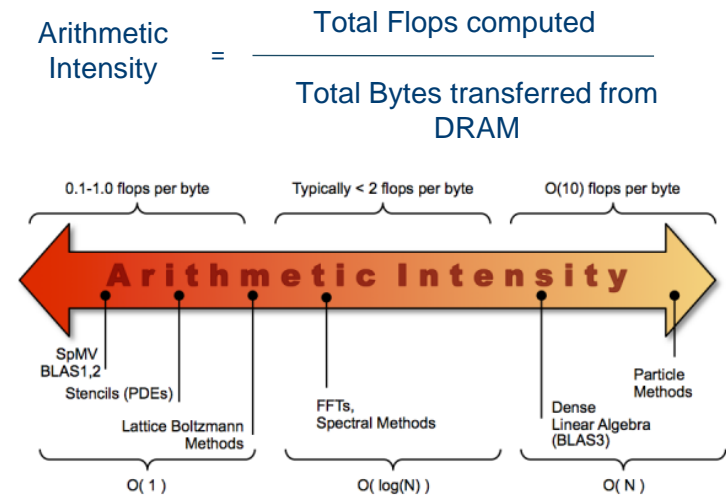 Arithmetic
Intensity
=
Total Flops computed
Total Bytes transferred from
DRAM
0.1-1.0 flops per byte
Typically < 2 flops per byte
O(10) flops per byte
Arithmetic Intensity
SpMV
BLAS1,2
Stencils (PDEs)
Lattice Boltzmann
Methods
FFTs,
Spectral Methods
Dense
Linear Algebra
(BLAS3)
Particle
Methods
O( 1 )
O( log(N) )
O( N )